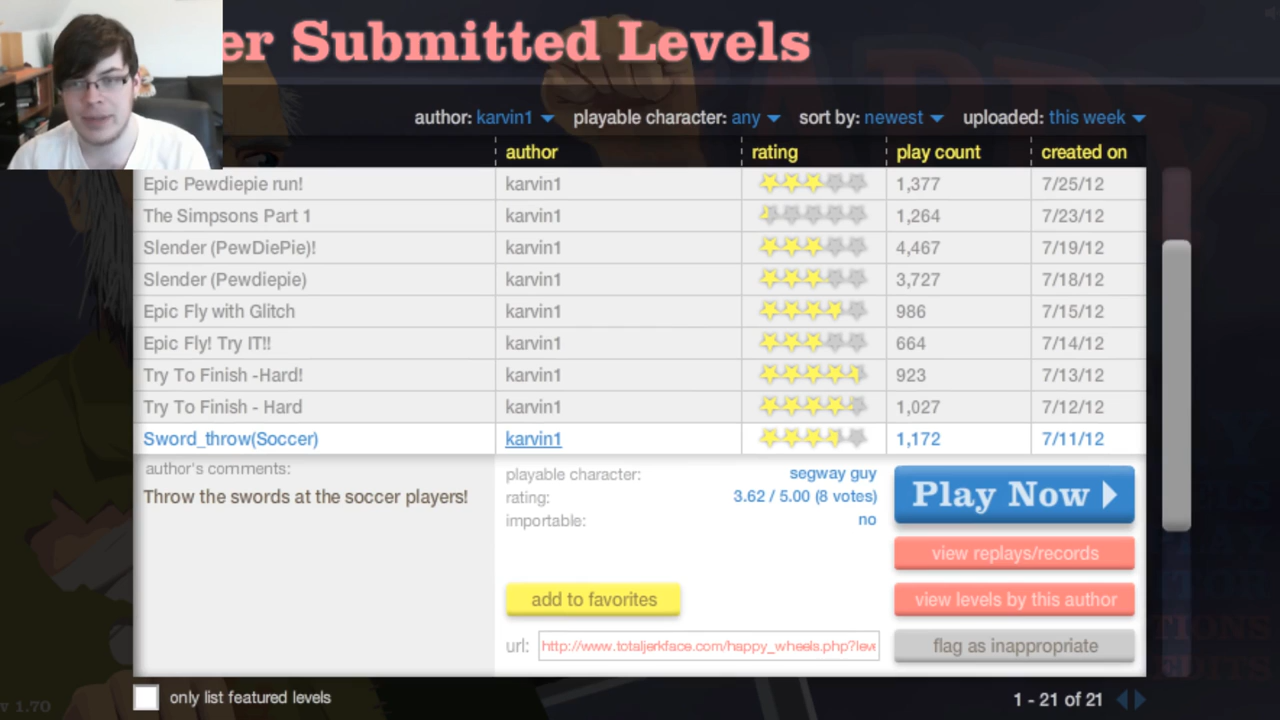 er Submitted Levels
author: karvin1 playable character: any sort by: newest uploaded: this week
author rating play count created on
Epic Pewdiepie run! karvin1 1,377 7/25/12
The Simpsons Part 1 karvin1 1,264 7/23/12
Slender (PewDiePie)! karvin1 4,467 7/19/12
Slender (Pewdiepie) karvin1 3,727 7/18/12
Epic Fly with Glitch karvin1 986 7/15/12
Epic Fly! Try IT!! karvin1 664 7/14/12
Try To Finish -Hard! karvin1 923 7/13/12
Try To Finish - Hard karvin1 1,027 7/12/12
Sword_throw(Soccer) karvin1 1,172 7/11/12
author's comments: playable character: segway guy Play Now
Throw the swords at the soccer players! rating: 3.62 / 5.00 (8 votes)
importable: no
view replays/records
add to favorites view levels by this author
url: http://www.totaljerkface.com/happy_wheels.php?leve flag as inappropriate
only list featured levels 1 - 21 of 21
v 1.70